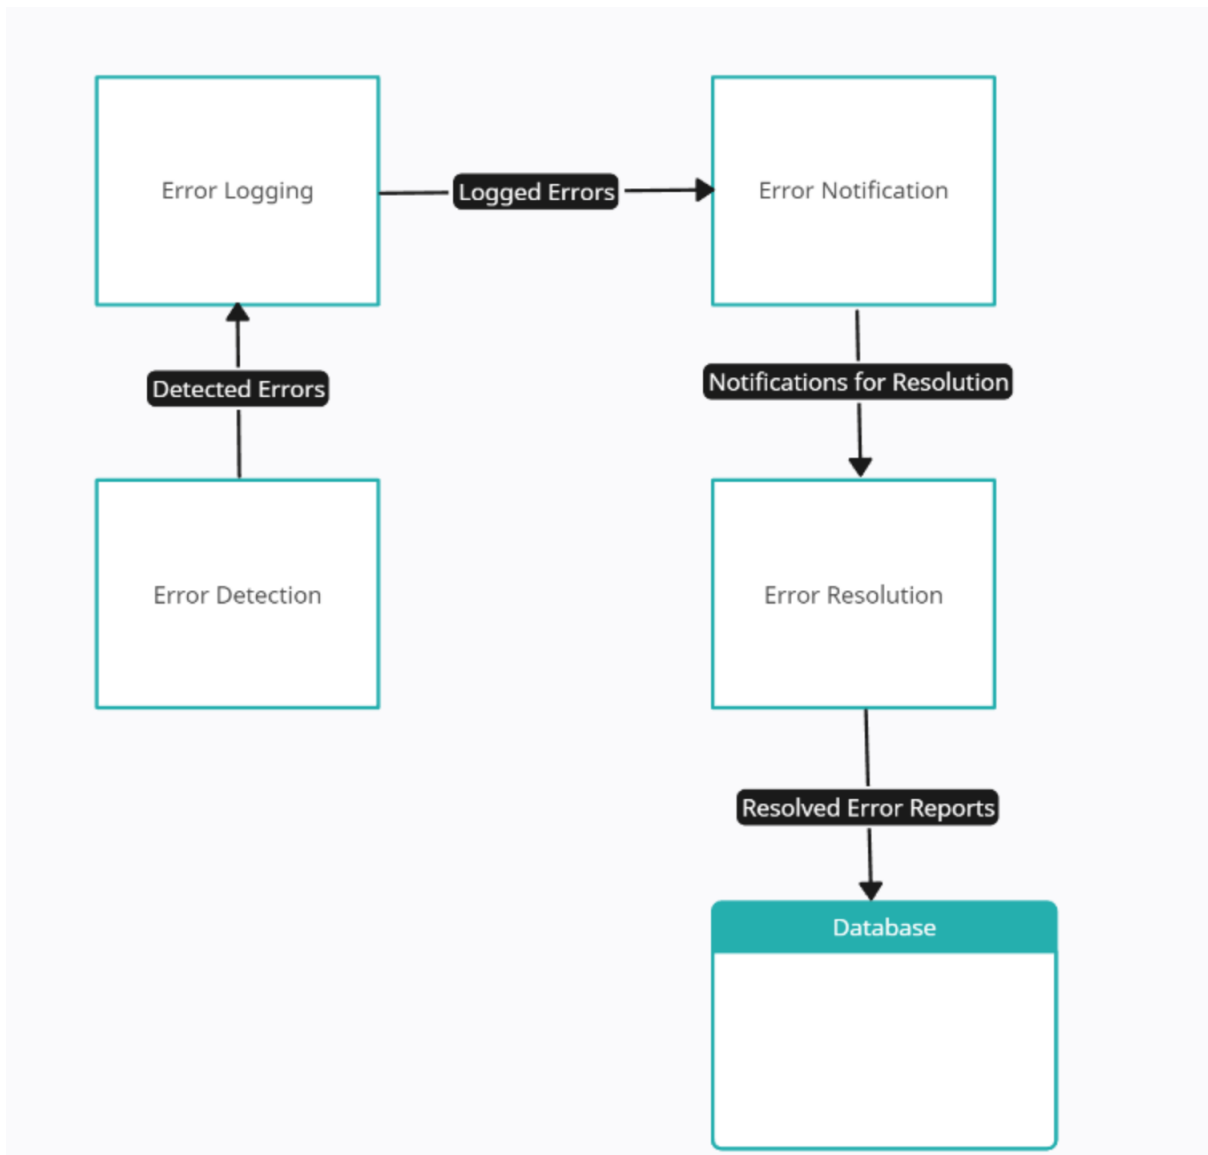 Error Logging
Logged Errors
Error Notification
Detected Errors
Notifications for Resolution
Error Detection
Error Resolution
Resolved Error Reports
Database